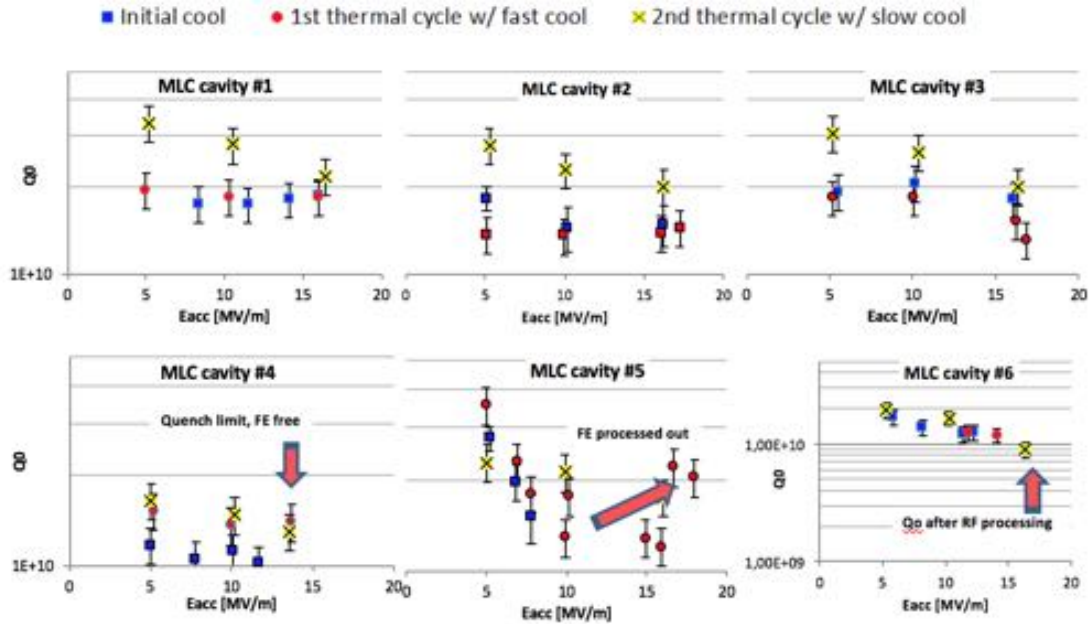 Initial cool 1st thermal cycle w/ fast cool 2nd thermal cycle w/ slow cool
MLC cavity #1
Q0
1E+10
0 5 10 15 20
Eacc [MV/m]
MLC cavity #2
0 5 10 15 20
Eacc [MV/m]
MLC cavity #3
0 5 10 15 20
Eacc [MV/m]
MLC cavity #4
Quench limit, FE free
Q0
1E+10
0 5 10 15 20
Eacc [MV/m]
MLC cavity #5
FE processed out
0 5 10 15 20
Eacc [MV/m]
MLC cavity #6
1,00E+10
Q0
Qo after RF processing
1,00E+09
0 5 10 15 20
Eacc [MV/m]